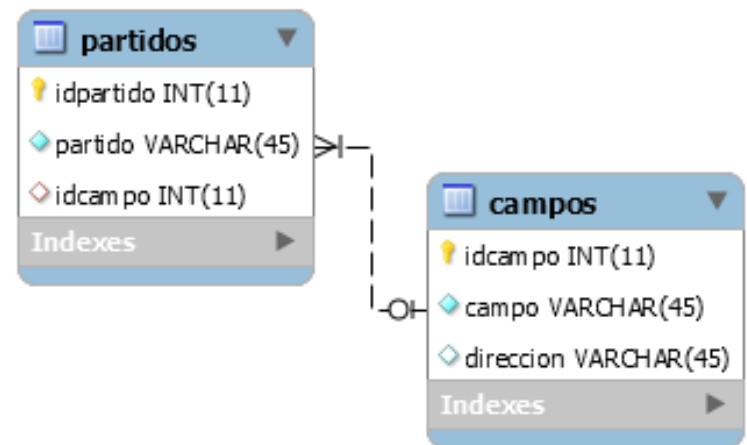 partidos
idpartido INT(11)
partido VARCHAR(45)
idcampo INT(11)
Indexes
campos
idcampo INT(11)
campo VARCHAR(45)
direccion VARCHAR(45)
Indexes